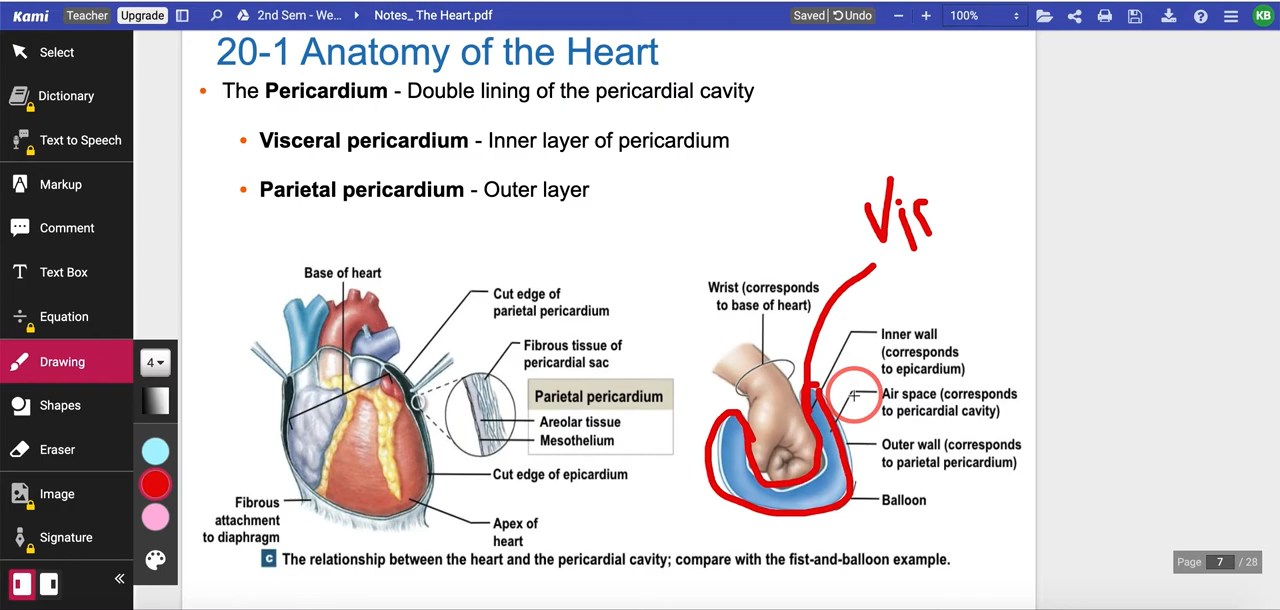 Kami
Teacher
Upgrade
2nd Sem - We...
Notes_ The Heart.pdf
Saved
Undo
100%
KB
Select
Dictionary
Text to Speech
Markup
Comment
Text Box
Equation
Drawing
Shapes
Eraser
Image
Signature
4
20-1 Anatomy of the Heart
• The Pericardium - Double lining of the pericardial cavity
• Visceral pericardium - Inner layer of pericardium
• Parietal pericardium - Outer layer
Vis
Base of heart
Cut edge of
parietal pericardium
Fibrous tissue of
pericardial sac
Parietal pericardium
Areolar tissue
Mesothelium
Cut edge of epicardium
Fibrous
attachment
to diaphragm
Apex of
heart
Wrist (corresponds
to base of heart)
Inner wall
(corresponds
to epicardium)
Air space (corresponds
to pericardial cavity)
Outer wall (corresponds
to parietal pericardium)
Balloon
c The relationship between the heart and the pericardial cavity; compare with the fist-and-balloon example.
Page 7 / 28